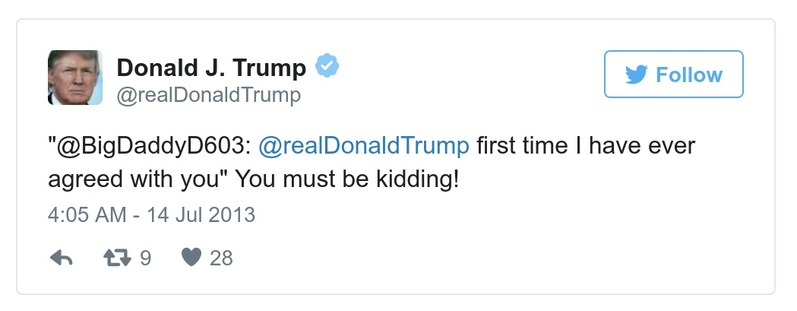 Donald J. Trump
@realDonaldTrump
Follow
"@BigDaddyD603: @realDonaldTrump first time I have ever
agreed with you" You must be kidding!
4:05 AM - 14 Jul 2013
9 28